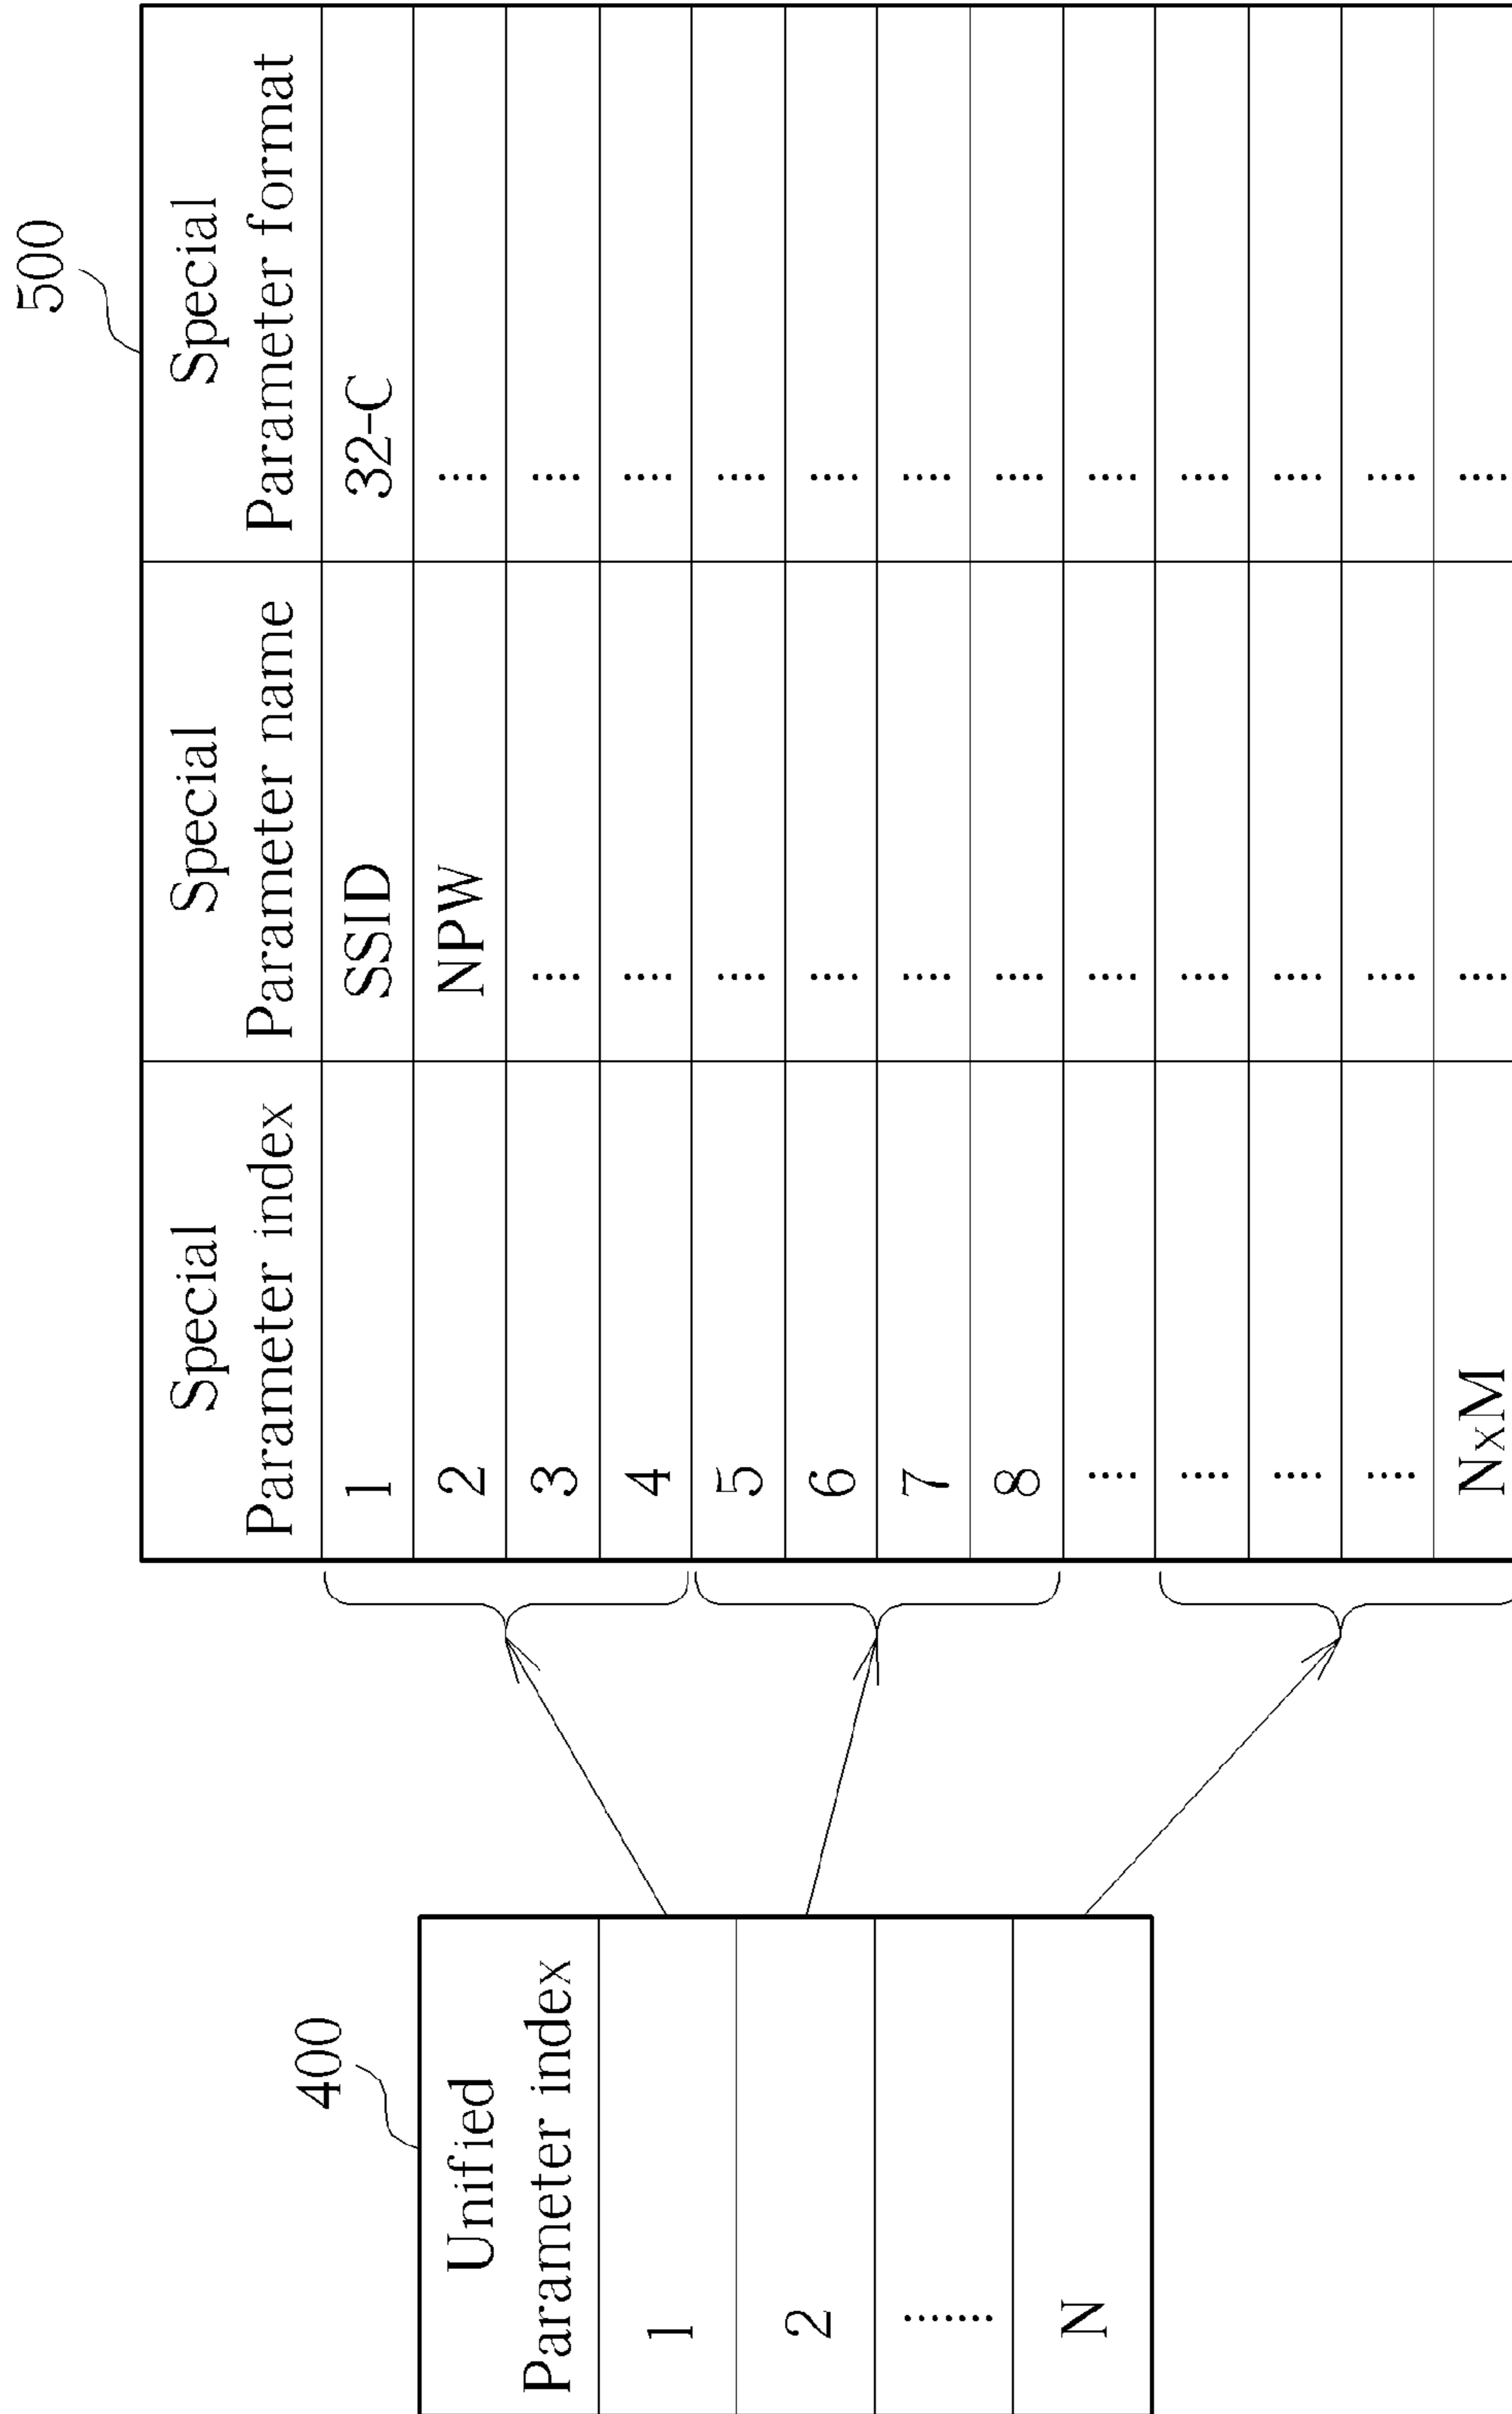 400
Unified
Parameter index
1
2
.......
N
500
Special
Parameter index
Special
Parameter name
Special
Parameter format
1 SSID 32-C
2 NPW ....
3 .... ....
4 .... ....
5 .... ....
6 .... ....
7 .... ....
8 .... ....
.... .... ....
.... .... ....
.... .... ....
.... .... ....
NxM .... ....